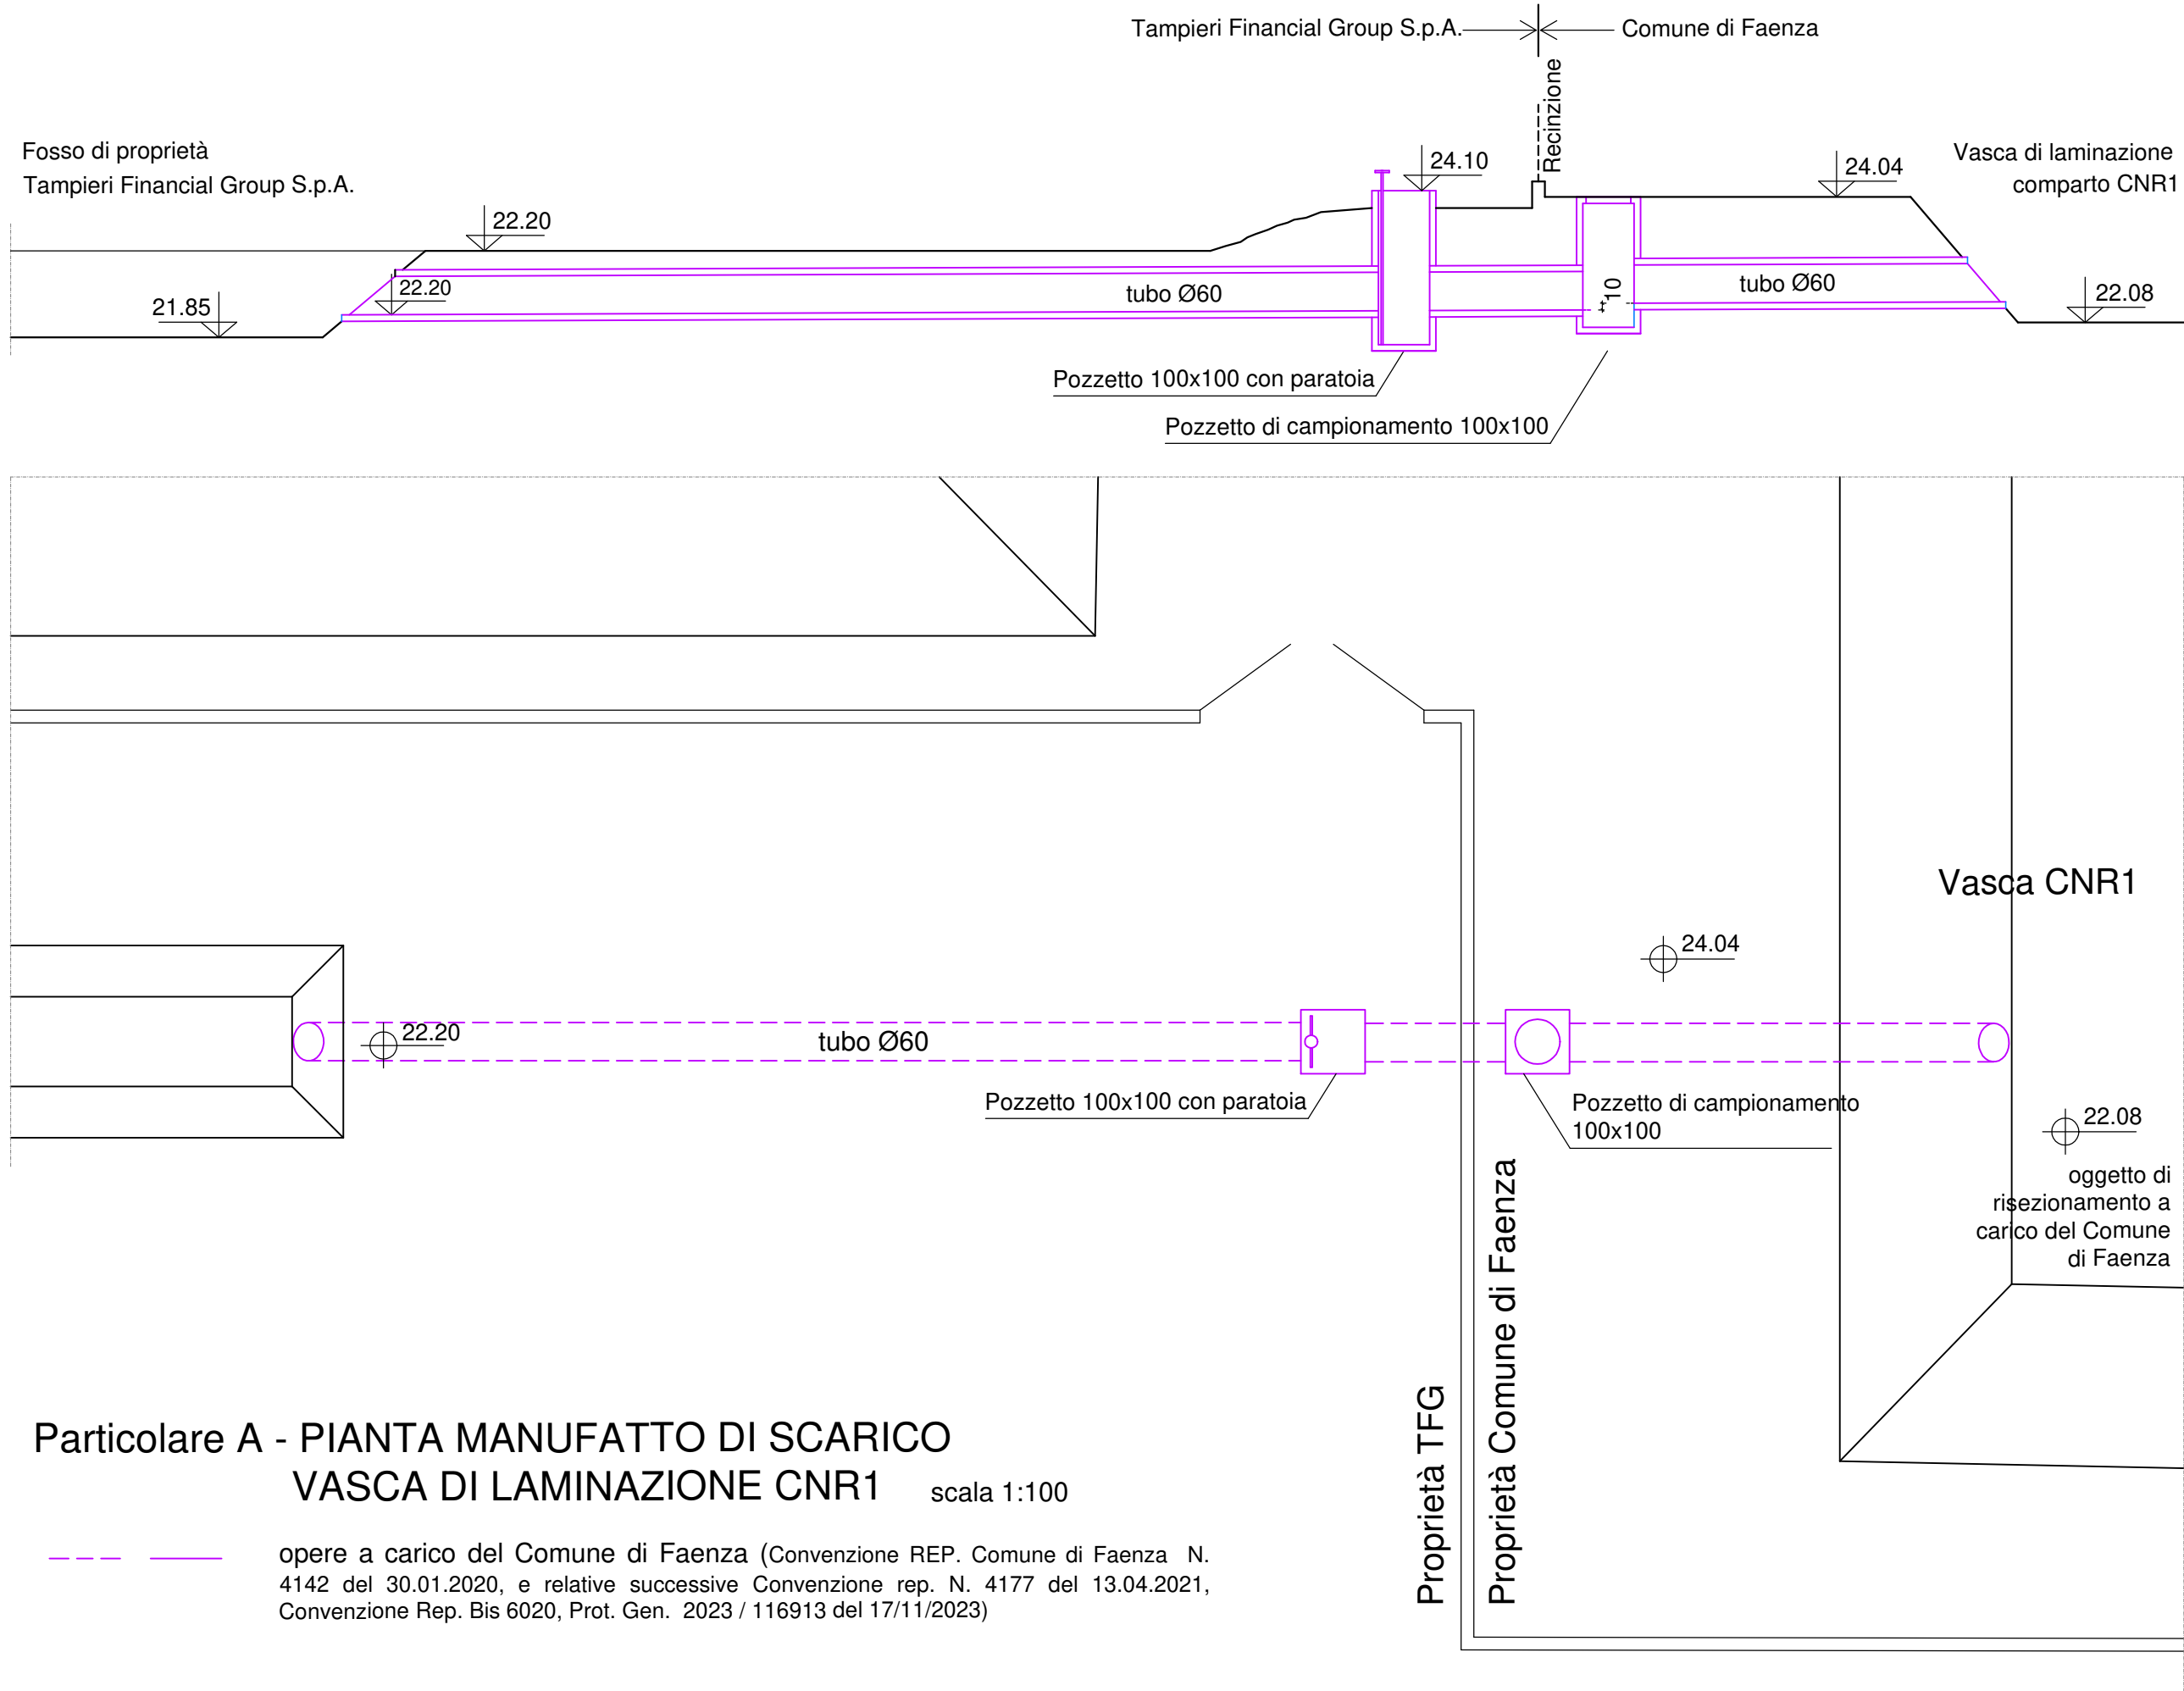 Tampieri Financial Group S.p.A.
Comune di Faenza
Recinzione
Fosso di proprietà
Tampieri Financial Group S.p.A.
24.10
24.04
Vasca di laminazione
comparto CNR1
22.20
22.20
21.85
tubo Ø60
10
tubo Ø60
22.08
Pozzetto 100x100 con paratoia
Pozzetto di campionamento 100x100
Vasca CNR1
24.04
22.20
tubo Ø60
Pozzetto 100x100 con paratoia
Pozzetto di campionamento
100x100
22.08
oggetto di
risezionamento a
carico del Comune
di Faenza
Proprietà TFG
Proprietà Comune di Faenza
Particolare A - PIANTA MANUFATTO DI SCARICO
VASCA DI LAMINAZIONE CNR1 scala 1:100
opere a carico del Comune di Faenza (Convenzione REP. Comune di Faenza N.
4142 del 30.01.2020, e relative successive Convenzione rep. N. 4177 del 13.04.2021,
Convenzione Rep. Bis 6020, Prot. Gen. 2023 / 116913 del 17/11/2023)